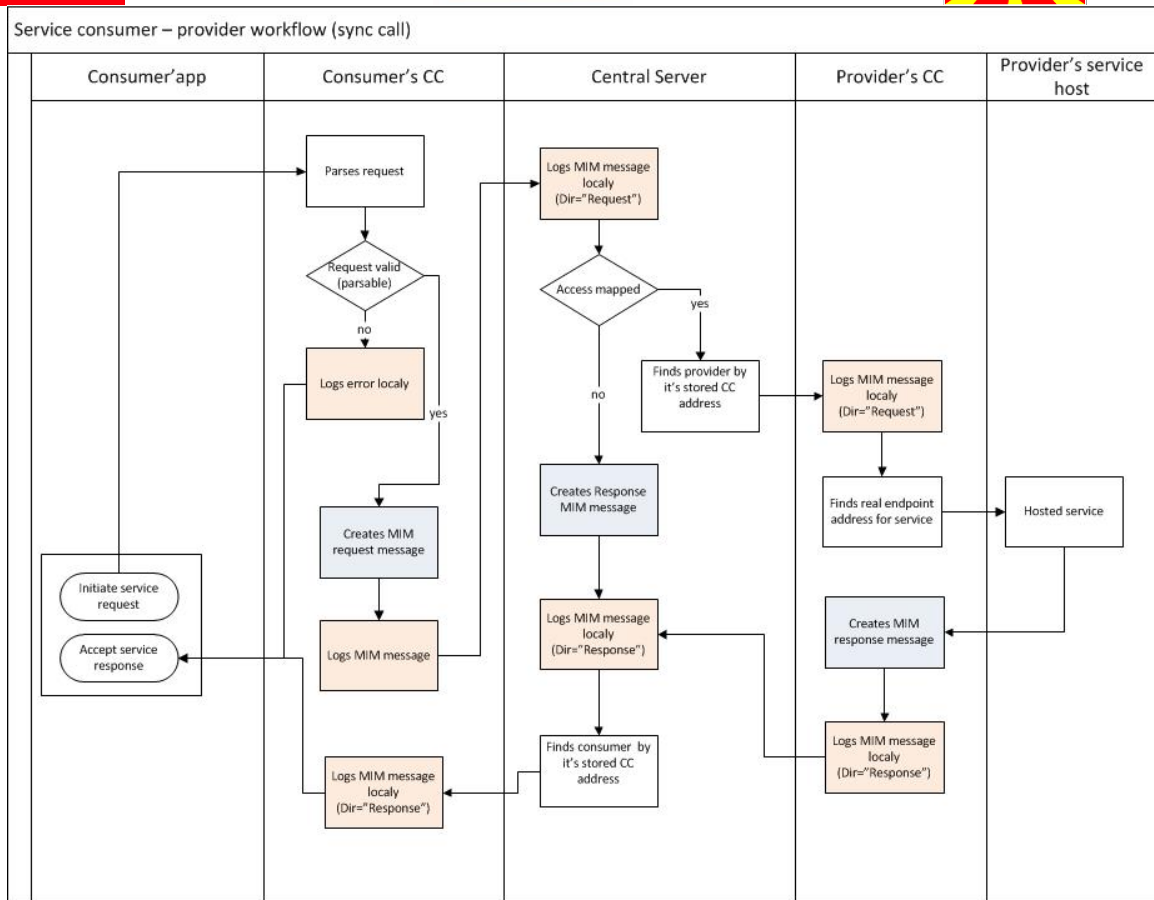 Service consumer – provider workflow (sync call)
Consumer'app
Consumer's CC
Central Server
Provider's CC
Provider's service
host
Parses request
Request valid
(parsable)
no
yes
Logs error localy
Creates MIM
request message
Logs MIM message
Initiate service
request
Accept service
response
Logs MIM message
localy
(Dir="Response")
Logs MIM message
localy
(Dir="Request")
Access mapped
yes
no
Finds provider by
it's stored CC
address
Creates Response
MIM message
Logs MIM message
localy
(Dir="Response")
Finds consumer by
it's stored CC
address
Logs MIM message
localy
(Dir="Request")
Finds real endpoint
address for service
Hosted service
Creates MIM
response message
Logs MIM message
localy
(Dir="Response")